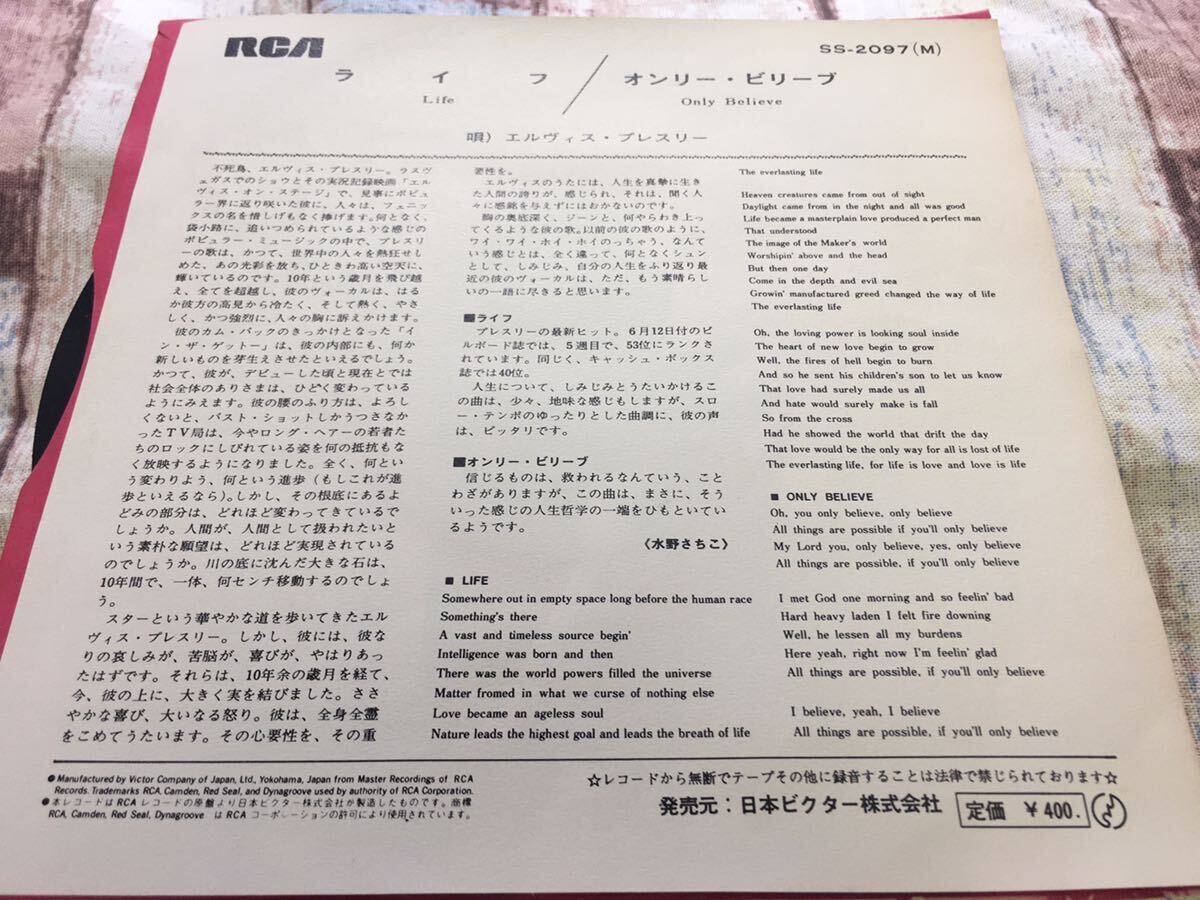 RCA
SS-2097(M)
ライフ/オンリー・ビリーブ
Life Only Believe
唄) エルヴィス・プレスリー
不死鳥、エルヴィス・プレスリー。ラスヴ
ェガスでのショウとその実況記録映画「エル
ヴィス・オン・ステージ」で、見事にポピュ
ラー界に返り咲いた彼に、人々は、フェニッ
クスの名を惜しげもなく捧げます。何となく、
袋小路に、追いつめられているような感じの
ポピュラー・ミュージックの中で、プレスリ
ーの歌は、かつて、世界中の人々を熱狂せし
めた、あの光彩を放ち、ひときわ高い空天に、
輝いているのです。10年という歳月を飛び越
え、全てを超越し、彼のヴォーカルは、はる
か彼方の高見から冷たく、そして熱く、やさ
しく、かつ強烈に、人々の胸に訴えかけます。
彼のカム・バックのきっかけとなった「イ
ン・ザ・ゲットー」は、彼の内部にも、何か
新しいものを芽生えさせたといえるでしょう。
かつて、彼が、デビューした頃と現在とでは
社会全体のありさまは、ひどく変わっている
ようにみえます。彼の腰のふり方は、よろし
くないと、バスト・ショットしかうつさなか
ったTV局は、今やロング・ヘアーの若者た
ちのロックにしびれている姿を何の抵抗もな
く放映するようになりました。全く、何とい
う変わりよう、何という進歩(もしこれが進
歩といえるなら)。しかし、その根底にあるよ
どみの部分は、どれほど変わってきているで
しょうか。人間が、人間として扱われたいと
いう素朴な願望は、どれほど実現されている
のでしょうか。川の底に沈んだ大きな石は、
10年間で、一体、何センチ移動するのでしょ
う。
スターという華やかな道を歩いてきたエル
ヴィス・プレスリー。しかし、彼には、彼な
りの哀しみが、苦脳が、喜びが、やはりあっ
たはずです。それらは、10年余の歳月を経て、
今、彼の上に、大きく実を結びました。ささ
やかな喜び、大いなる怒り。彼は、全身全霊
をこめてうたいます。その心要性を、その重
要性を。
エルヴィスのうたには、人生を真摯に生き
た人間の誇りが、感じられ、それは、聞く人
々に感銘を与えずにはおかないのです。
胸の奥底深く、ジーンと、何やらわき上っ
てくるような彼の歌。以前の彼の歌のように、
ワイ・ワイ・ホイ・ホイのっちゃう、なんて
いう感じとは、全く違って、何となくシュン
として、しみじみ、自分の人生をふり返り最
近の彼のヴォーカルは、ただ、もう素晴らし
いの一語に尽きると思います。
■ライフ
プレスリーの最新ヒット。6月12日付のビ
ルボード誌では、5週目で、53位にランクさ
れています。同じく、キャッシュ・ボックス
誌では40位。
人生について、しみじみとうたいかけるこ
の曲は、少々、地味な感じもしますが、スロ
ー・テンポのゆったりとした曲調に、彼の声
は、ピッタリです。
■オンリー・ビリーブ
信じるものは、救われるなんていう、こと
わざがありますが、この曲は、まさに、そう
いった感じの人生哲学の一端をひもといてい
るようです。
《水野さちこ》
■ LIFE
Somewhere out in empty space long before the human race
Something's there
A vast and timeless source begin'
Intelligence was born and then
There was the world powers filled the universe
Matter fromed in what we curse of nothing else
Love became an ageless soul
Nature leads the highest goal and leads the breath of life
The everlasting life
Heaven creatures came from out of sight
Daylight came from in the night and all was good
Life became a masterplain love produced a perfect man
That understood
The image of the Maker's world
Worshipin' above and the head
But then one day
Come in the depth and evil sea
Growin' manufactured greed changed the way of life
The everlasting life
Oh, the loving power is looking soul inside
The heart of new love begin to grow
Well, the fires of hell begin to burn
And so he sent his children's son to let us know
That love had surely made us all
And hate would surely make is fall
So from the cross
Had he showed the world that drift the day
That love would be the only way for all is lost of life
The everlasting life, for life is love and love is life
■ ONLY BELIEVE
Oh, you only believe, only believe
All things are possible if you'll only believe
My Lord you, only believe, yes, only believe
All things are possible, if you'll only believe
I met God one morning and so feelin' bad
Hard heavy laden I felt fire downing
Well, he lessen all my burdens
Here yeah, right now I'm feelin' glad
All things are possible, if you'll only believe
I believe, yeah, I believe
All things are possible, if you'll only believe
●Manufactured by Victor Company of Japan, Ltd., Yokohama, Japan from Master Recordings of RCA
Records. Trademarks RCA, Camden, Red Seal, and Dynagroove used by authority of RCA Corporation.
●本レコードはRCAレコードの原盤より日本ビクター株式会社が製造したものです。商標
RCA, Camden, Red Seal, Dynagroove はRCAコーポレーションの許可により使用されています。
☆レコードから無断でテープその他に録音することは法律で禁じられております☆
発売元:日本ビクター株式会社 定価 ￥400.